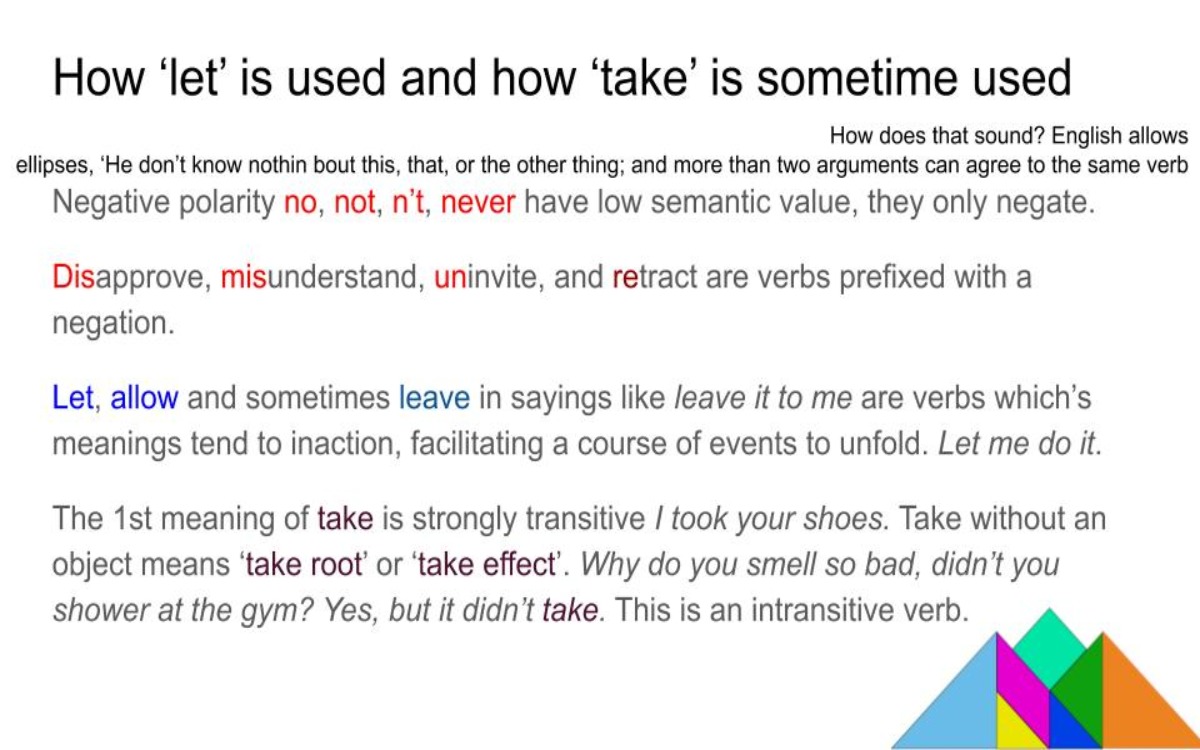 How ‘let’ is used and how ‘take’ is sometime used
How does that sound? English allows
ellipses, ‘He don’t know nothin bout this, that, or the other thing; and more than two arguments can agree to the same verb
Negative polarity no, not, n’t, never have low semantic value, they only negate.
Disapprove, misunderstand, uninvite, and retract are verbs prefixed with a
negation.
Let, allow and sometimes leave in sayings like leave it to me are verbs which’s
meanings tend to inaction, facilitating a course of events to unfold. Let me do it.
The 1st meaning of take is strongly transitive I took your shoes. Take without an
object means ‘take root’ or ‘take effect’. Why do you smell so bad, didn’t you
shower at the gym? Yes, but it didn’t take. This is an intransitive verb.